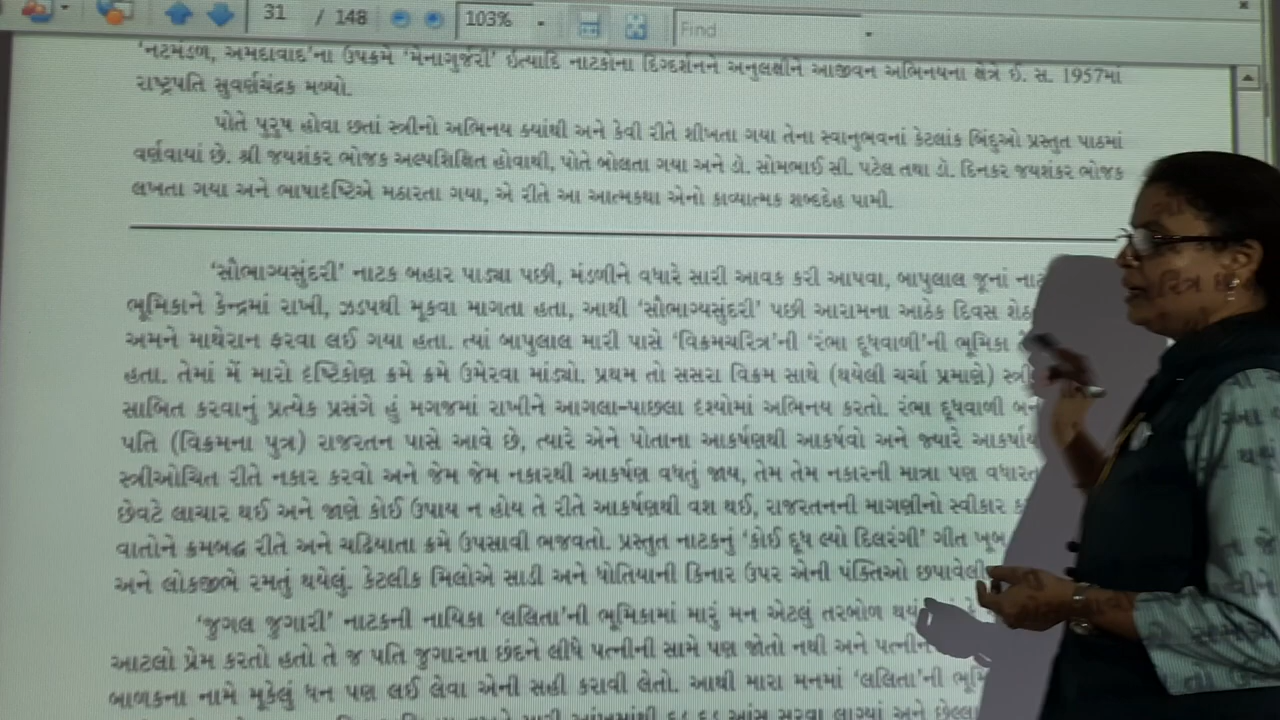 31 / 148 103% Find
'નટમંડળ, અમદાવાદ'ના ઉપક્રમે 'મેનાગુર્જરી' ઇત્યાદિ નાટકોના દિગ્દર્શનને અનુલક્ષીને આજીવન અભિનયના ક્ષેત્રે ઈ. સ. 1957માં
રાષ્ટ્રપતિ સુવર્ણચંદ્રક મળ્યો.
પોતે પુરુષ હોવા છતાં સ્ત્રીનો અભિનય ક્યાંથી અને કેવી રીતે શીખતા ગયા તેના સ્વાનુભવનાં કેટલાંક બિંદુઓ પ્રસ્તુત પાઠમાં
વર્ણવાયાં છે. શ્રી જયશંકર ભોજક અલ્પશિક્ષિત હોવાથી, પોતે બોલતા ગયા અને ડૉ. સોમભાઈ સી. પટેલ તથા ડૉ. દિનકર જયશંકર ભોજક
લખતા ગયા અને ભાષાદૃષ્ટિએ મઠારતા ગયા, એ રીતે આ આત્મકથા એનો કાવ્યાત્મક શબ્દદેહ પામી.
'સૌભાગ્યસુંદરી' નાટક બહાર પાડ્યા પછી, મંડળીને વધારે સારી આવક કરી આપવા, બાપુલાલ જૂનાં
ભૂમિકાને કેન્દ્રમાં રાખી, ઝડપથી મૂકવા માગતા હતા, આથી 'સૌભાગ્યસુંદરી' પછી આરામના આઠેક દિવસ
અમને માથેરાન ફરવા લઈ ગયા હતા. ત્યાં બાપુલાલ મારી પાસે 'વિક્રમચરિત્ર'ની 'રંભા દૂધવાળી'ની ભૂમિકા
હતા. તેમાં મેં મારો દૃષ્ટિકોણ ક્રમે ક્રમે ઉમેરવા માંડ્યો. પ્રથમ તો સસરા વિક્રમ સાથે (થયેલી ચર્ચા પ્રમાણે)
સાબિત કરવાનું પ્રત્યેક પ્રસંગે હું મગજમાં રાખીને આગલા-પાછલા દૃશ્યોમાં અભિનય કરતો. રંભા દૂધવાળી
પતિ (વિક્રમના પુત્ર) રાજરતન પાસે આવે છે, ત્યારે એને પોતાના આકર્ષણથી આકર્ષવો અને જ્યારે
સ્ત્રીઓચિત રીતે નકાર કરવો અને જેમ જેમ નકારથી આકર્ષણ વધતું જાય, તેમ તેમ નકારની માત્રા પણ
છેવટે લાચાર થઈ અને જાણે કોઈ ઉપાય ન હોય તે રીતે આકર્ષણથી વશ થઈ, રાજરતનની માગણીનો સ્વીકાર
વાતોને ક્રમબદ્ધ રીતે અને ચઢિયાતા ક્રમે ઉપસાવી ભજવતો. પ્રસ્તુત નાટકનું 'કોઈ દૂધ લ્યો દિલરંગી' ગીત ખૂબ
અને લોકજીભે રમતું થયેલું. કેટલીક મિલોએ સાડી અને ધોતિયાની કિનાર ઉપર એની પંક્તિઓ છપાવેલી
'જુગલ જુગારી' નાટકની નાયિકા 'લલિતા'ની ભૂમિકામાં મારું મન એટલું તરબોળ
આટલો પ્રેમ કરતો હતો તે જ પતિ જુગારના છંદને લીધે પત્નીની સામે પણ જોતો નથી અને
બાળકના નામે મૂકેલું ધન પણ લઈ લેવા એની સહી કરાવી લેતો. આથી મારા મનમાં 'લલિતા'ની